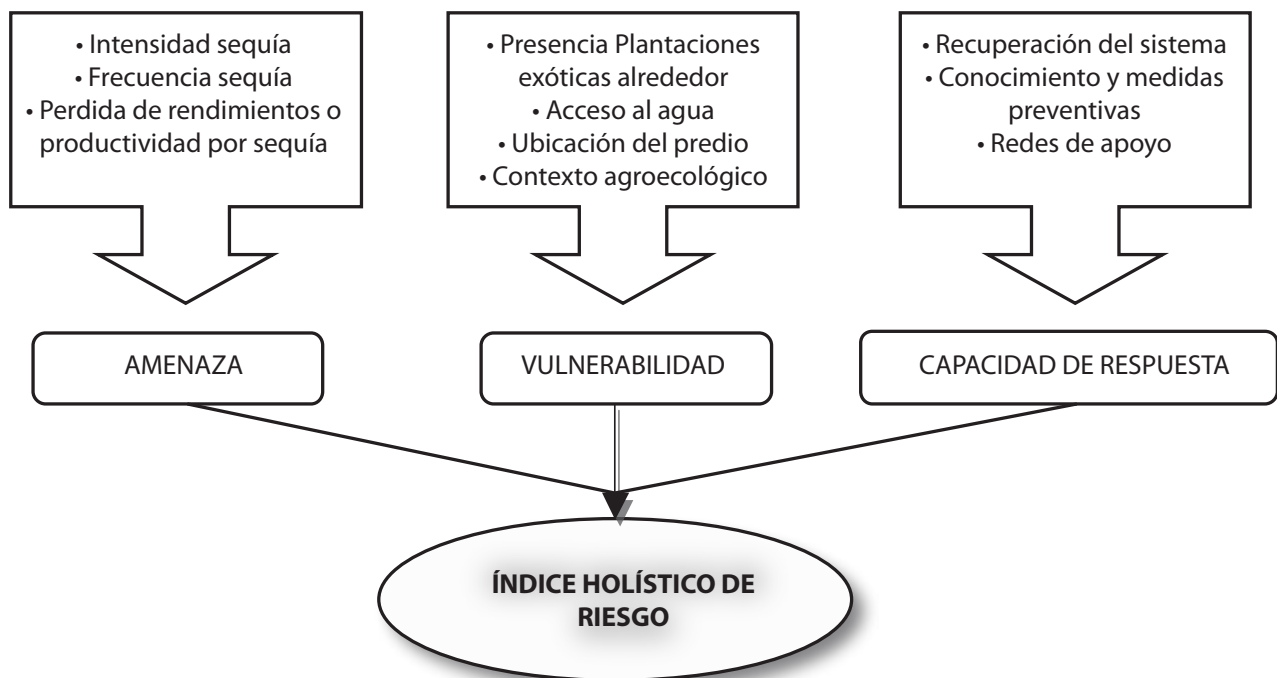 • Intensidad sequía
• Frecuencia sequía
• Perdida de rendimientos o
productividad por sequía
• Presencia Plantaciones
exóticas alrededor
• Acceso al agua
• Ubicación del predio
• Contexto agroecológico
• Recuperación del sistema
• Conocimiento y medidas
preventivas
• Redes de apoyo
AMENAZA
VULNERABILIDAD
CAPACIDAD DE RESPUESTA
ÍNDICE HOLÍSTICO DE
RIESGO